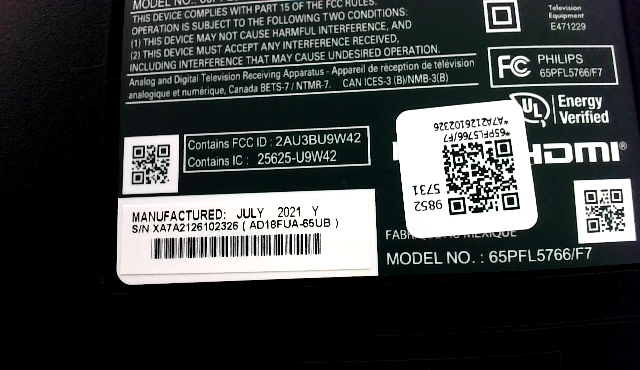 MODEL NO.: 65PFL5766/F7
THIS DEVICE COMPLIES WITH PART 15 OF THE FCC RULES.
OPERATION IS SUBJECT TO THE FOLLOWING TWO CONDITIONS:
(1) THIS DEVICE MAY NOT CAUSE HARMFUL INTERFERENCE, AND
(2) THIS DEVICE MUST ACCEPT ANY INTERFERENCE RECEIVED,
INCLUDING INTERFERENCE THAT MAY CAUSE UNDESIRED OPERATION.
Analog and Digital Television Receiving Apparatus - Appareil de réception de télévision
analogique et numérique, Canada BETS-7 / NTMR-7. CAN ICES-3 (B)/NMB-3(B)
Television
Equipment
E471229
FC PHILIPS
65PFL5766/F7
UL Energy
Verified
Contains FCC ID : 2AU3BU9W42
Contains IC : 25625-U9W42
*65PFL5766/F7
*A7A2126102326
9852
5731
HDMI®
MANUFACTURED: JULY 2021 Y
S/N XA7A2126102326 ( AD18FUA-65UB )
MEXIQUE
MODEL NO. : 65PFL5766/F7